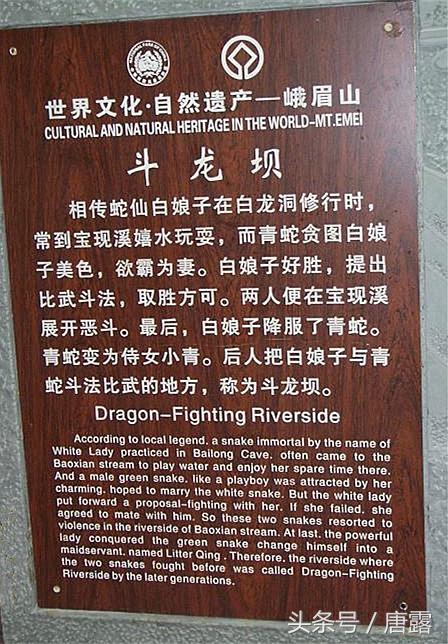 世界文化·自然遗产—峨眉山
CULTURAL AND NATURAL HERITAGE IN THE WORLD-MT.EMEI
斗龙坝
相传蛇仙白娘子在白龙洞修行时，
常到宝现溪嬉水玩耍，而青蛇贪图白娘
子美色，欲霸为妻。白娘子好胜，提出
比武斗法，取胜方可。两人便在宝现溪
展开恶斗。最后，白娘子降服了青蛇。
青蛇变为侍女小青。后人把白娘子与青
蛇斗法比武的地方，称为斗龙坝。
Dragon-Fighting Riverside
According to local legend, a snake immortal by the name of
White Lady practiced in Bailong Cave, often came to the
Baoxian stream to play water and enjoy her spare time there.
And a male green snake, like a playboy was attracted by her
charming, hoped to marry the white snake. But the white lady
put forward a proposal-fighting with her. If she failed, she
agreed to mate with him. So these two snakes resorted to
violence in the riverside of Baoxian stream. At last, the powerful
lady conquered the green snake change himself into a
maidservant, named Litter Qing . Therefore, the riverside where
the two snakes fought before was called Dragon-Fighting
Riverside by the later generations.
头条号 / 唐露